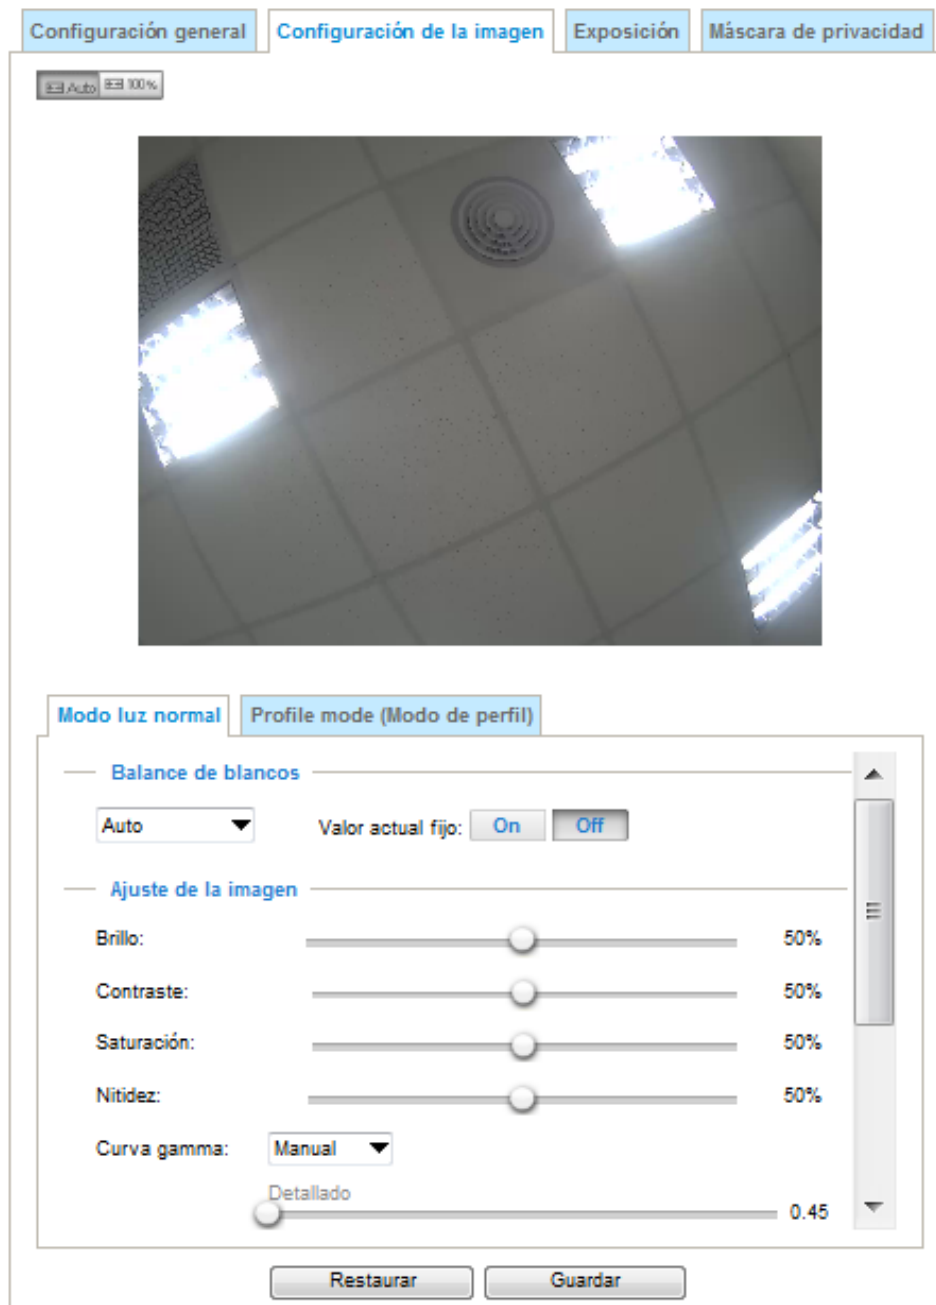 Configuración general Configuración de la imagen Exposición Máscara de privacidad
Auto 100%
Modo luz normal Profile mode (Modo de perfil)
Balance de blancos
Auto Valor actual fijo: On Off
Ajuste de la imagen
Brillo: 50%
Contraste: 50%
Saturación: 50%
Nitidez: 50%
Curva gamma: Manual
Detallado
0.45
Restaurar Guardar